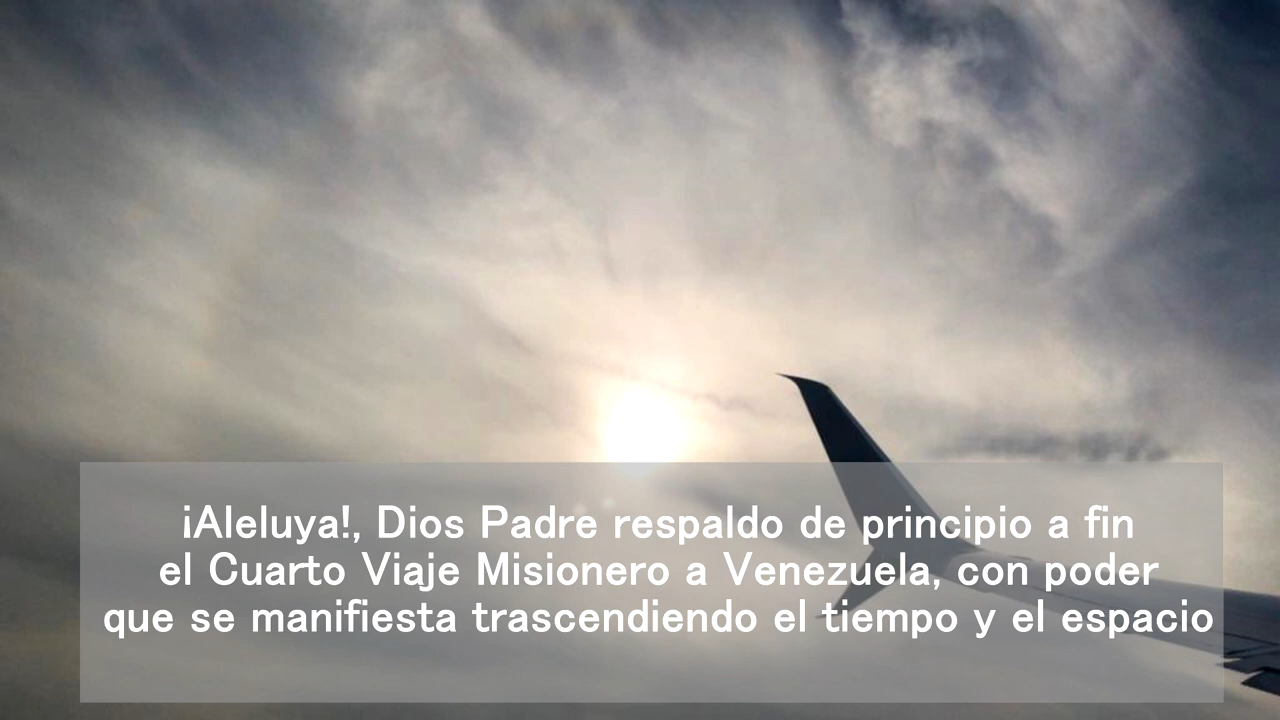 ¡Aleluya!, Dios Padre respaldo de principio a fin
el Cuarto Viaje Misionero a Venezuela, con poder
que se manifiesta trascendiendo el tiempo y el espacio